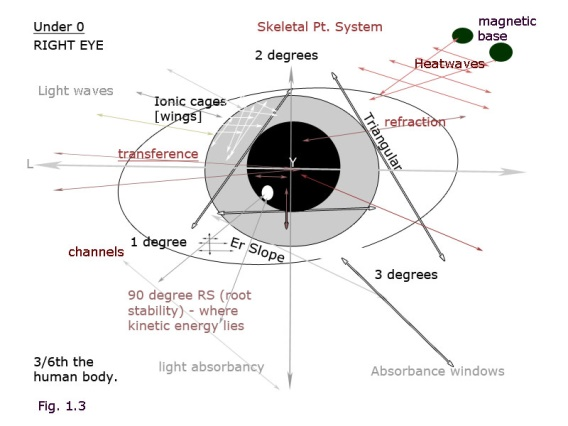 Under 0
RIGHT EYE
Skeletal Pt. System
magnetic
base
2 degrees
Heatwaves
Light waves
Ionic cages
[wings]
refraction
Triangular
transference
Y
L
1 degree
Er Slope
channels
3 degrees
90 degree RS (root
stability) - where
kinetic energy lies
3/6th the
human body.
light absorbancy
Absorbance windows
Fig. 1.3